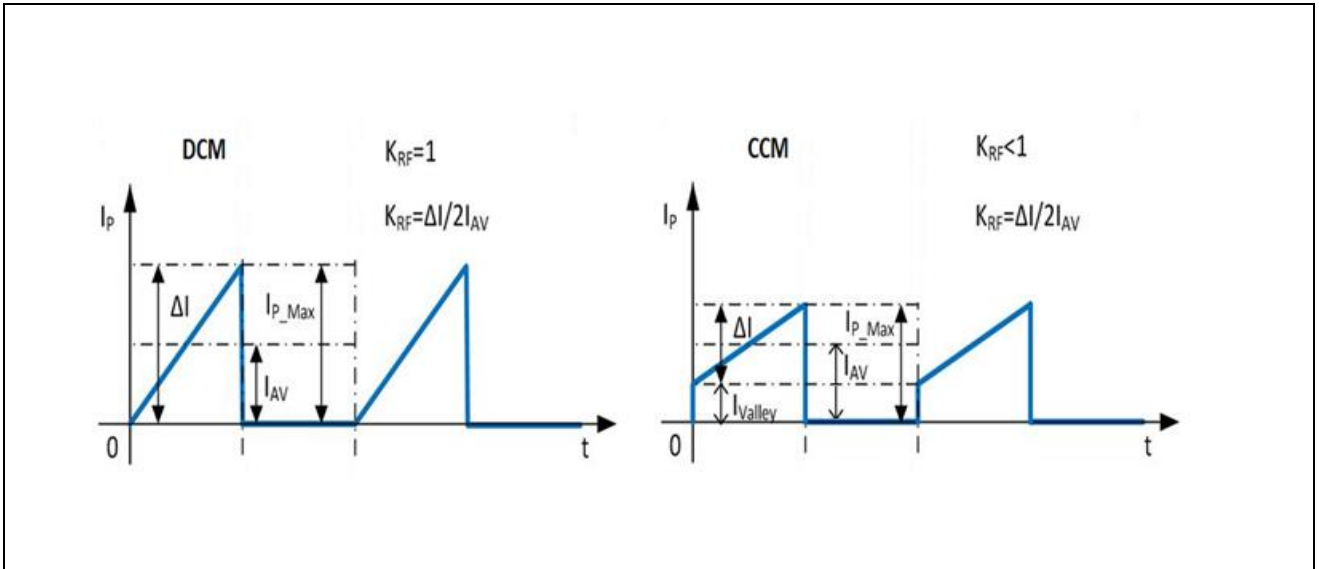 DCM
K_RF=1
K_RF=ΔI/2I_AV
I_P
ΔI
I_P_Max
I_AV
0
t
CCM
K_RF<1
K_RF=ΔI/2I_AV
I_P
ΔI
I_P_Max
I_AV
I_Valley
0
t